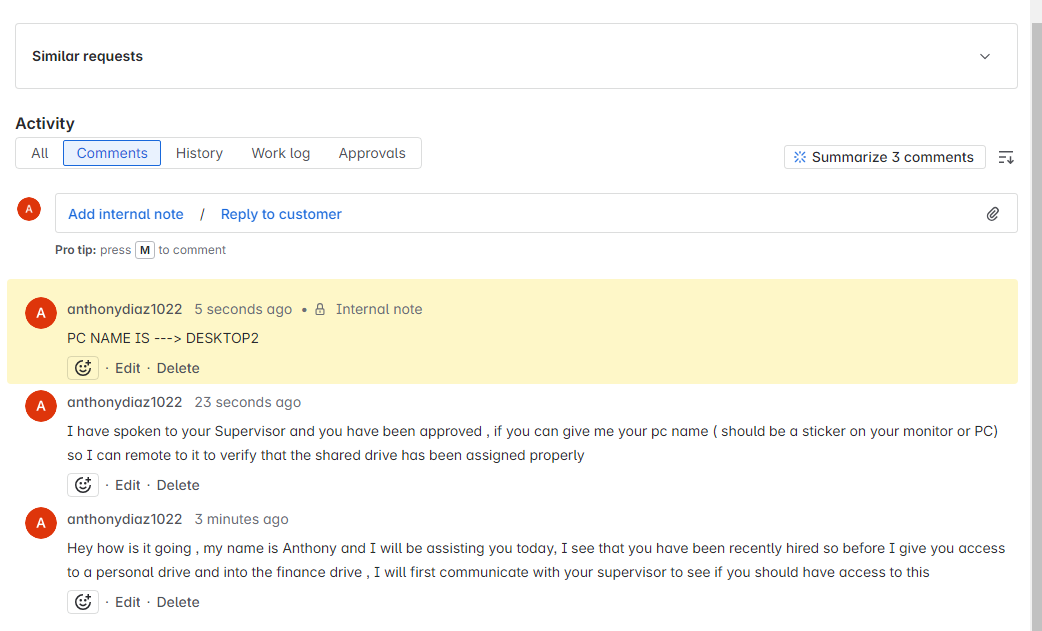 Similar requests
Activity
All Comments History Work log Approvals
Summarize 3 comments
A
Add internal note / Reply to customer
Pro tip: press M to comment
A
anthonydiaz1022 5 seconds ago • Internal note
PC NAME IS ---> DESKTOP2
· Edit · Delete
A
anthonydiaz1022 23 seconds ago
I have spoken to your Supervisor and you have been approved , if you can give me your pc name ( should be a sticker on your monitor or PC)
so I can remote to it to verify that the shared drive has been assigned properly
· Edit · Delete
A
anthonydiaz1022 3 minutes ago
Hey how is it going , my name is Anthony and I will be assisting you today, I see that you have been recently hired so before I give you access
to a personal drive and into the finance drive , I will first communicate with your supervisor to see if you should have access to this
· Edit · Delete